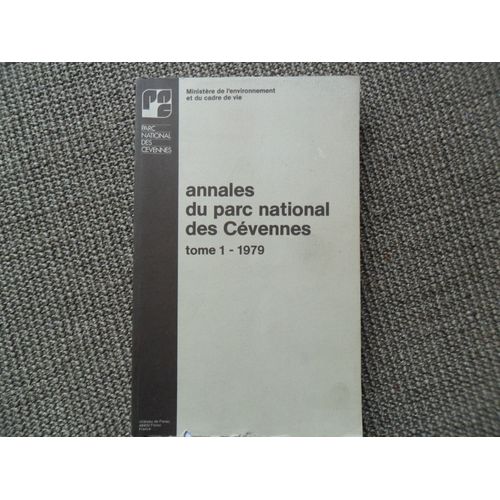 Ministère de l'environnement
et du cadre de vie
PARC
NATIONAL
DES
CÉVENNES
annales
du parc national
des Cévennes
tome 1 - 1979
France